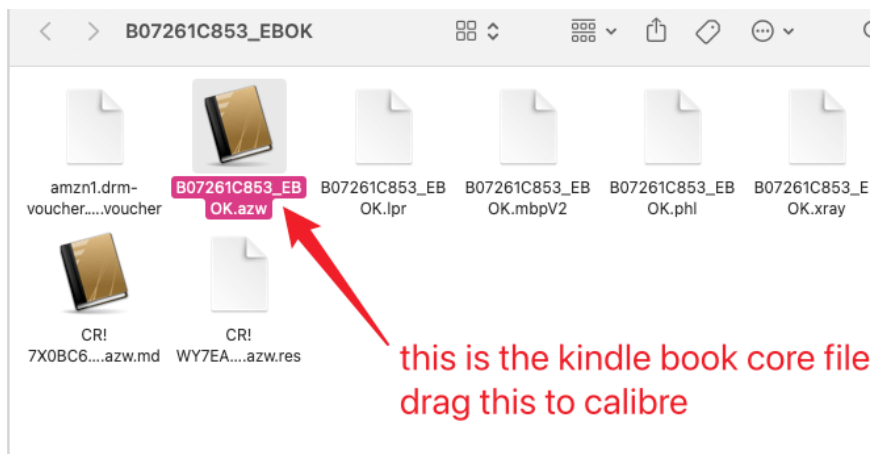 B07261C853_EBOK
amzn1.drm-
voucher.....voucher
B07261C853_EB
OK.azw
B07261C853_EB
OK.lpr
B07261C853_EB
OK.mbpV2
B07261C853_EB
OK.phl
B07261C853_E
OK.xray
CR!
7X0BC6....azw.md
CR!
WY7EA....azw.res
this is the kindle book core file
drag this to calibre